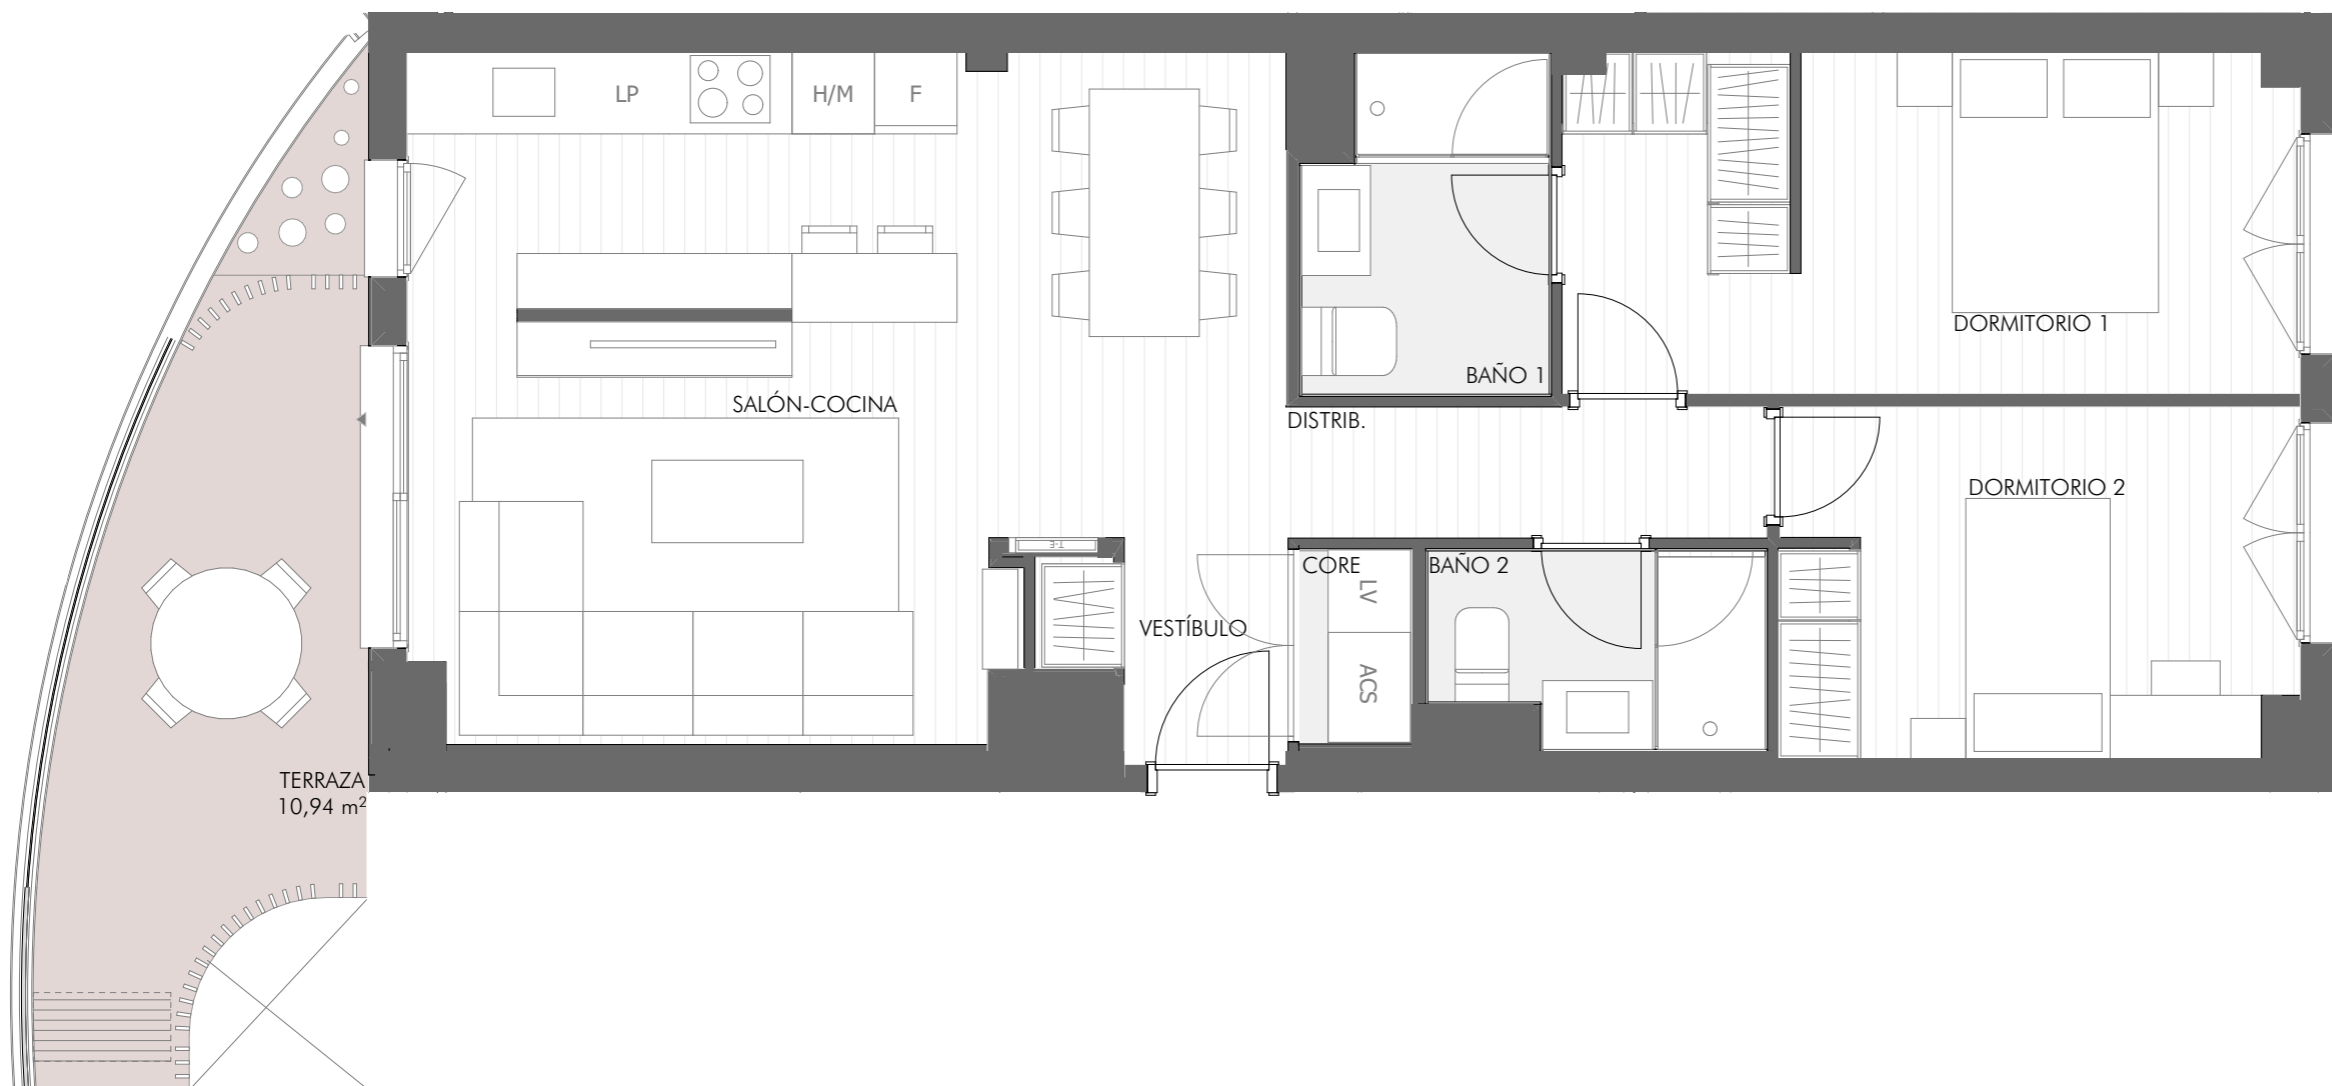 LP
H/M
F
DORMITORIO 1
BAÑO 1
SALÓN-COCINA
DISTRIB.
DORMITORIO 2
T-E
CORE
BAÑO 2
LV
VESTÍBULO
ACS
TERRAZA
10,94 m²